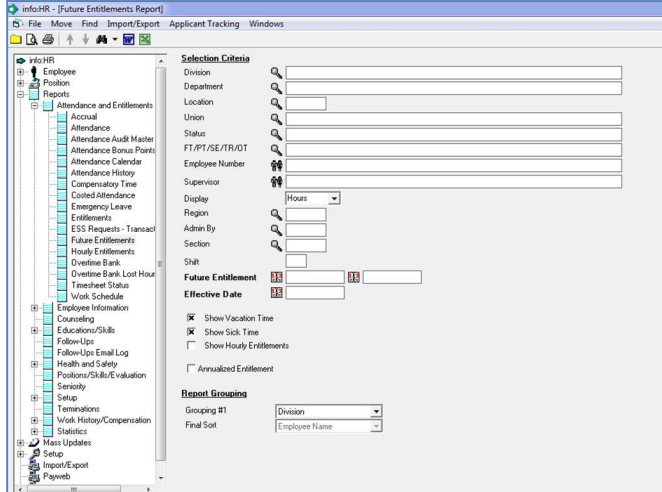 info:HR - [Future Entitlements Report]
File Move Find Import/Export Applicant Tracking Windows
info:HR
Employee
Position
Reports
Attendance and Entitlements
Accrual
Attendance
Attendance Audit Master
Attendance Bonus Points
Attendance Calendar
Attendance History
Compensatory Time
Costed Attendance
Emergency Leave
Entitlements
ESS Requests - Transact
Future Entitlements
Hourly Entitlements
Overtime Bank
Overtime Bank Lost Hour
Timesheet Status
Work Schedule
Employee Information
Counseling
Educations/Skills
Follow-Ups
Follow-Ups Email Log
Health and Safety
Positions/Skills/Evaluation
Seniority
Setup
Terminations
Work History/Compensation
Statistics
Mass Updates
Setup
Import/Export
Payweb
Selection Criteria
Division
Department
Location
Union
Status
FT/PT/SE/TR/OT
Employee Number
Supervisor
Display Hours
Region
Admin By
Section
Shift
Future Entitlement
Effective Date
Show Vacation Time
Show Sick Time
Show Hourly Entitlements
Annualized Entitlement
Report Grouping
Grouping #1 Division
Final Sort Employee Name